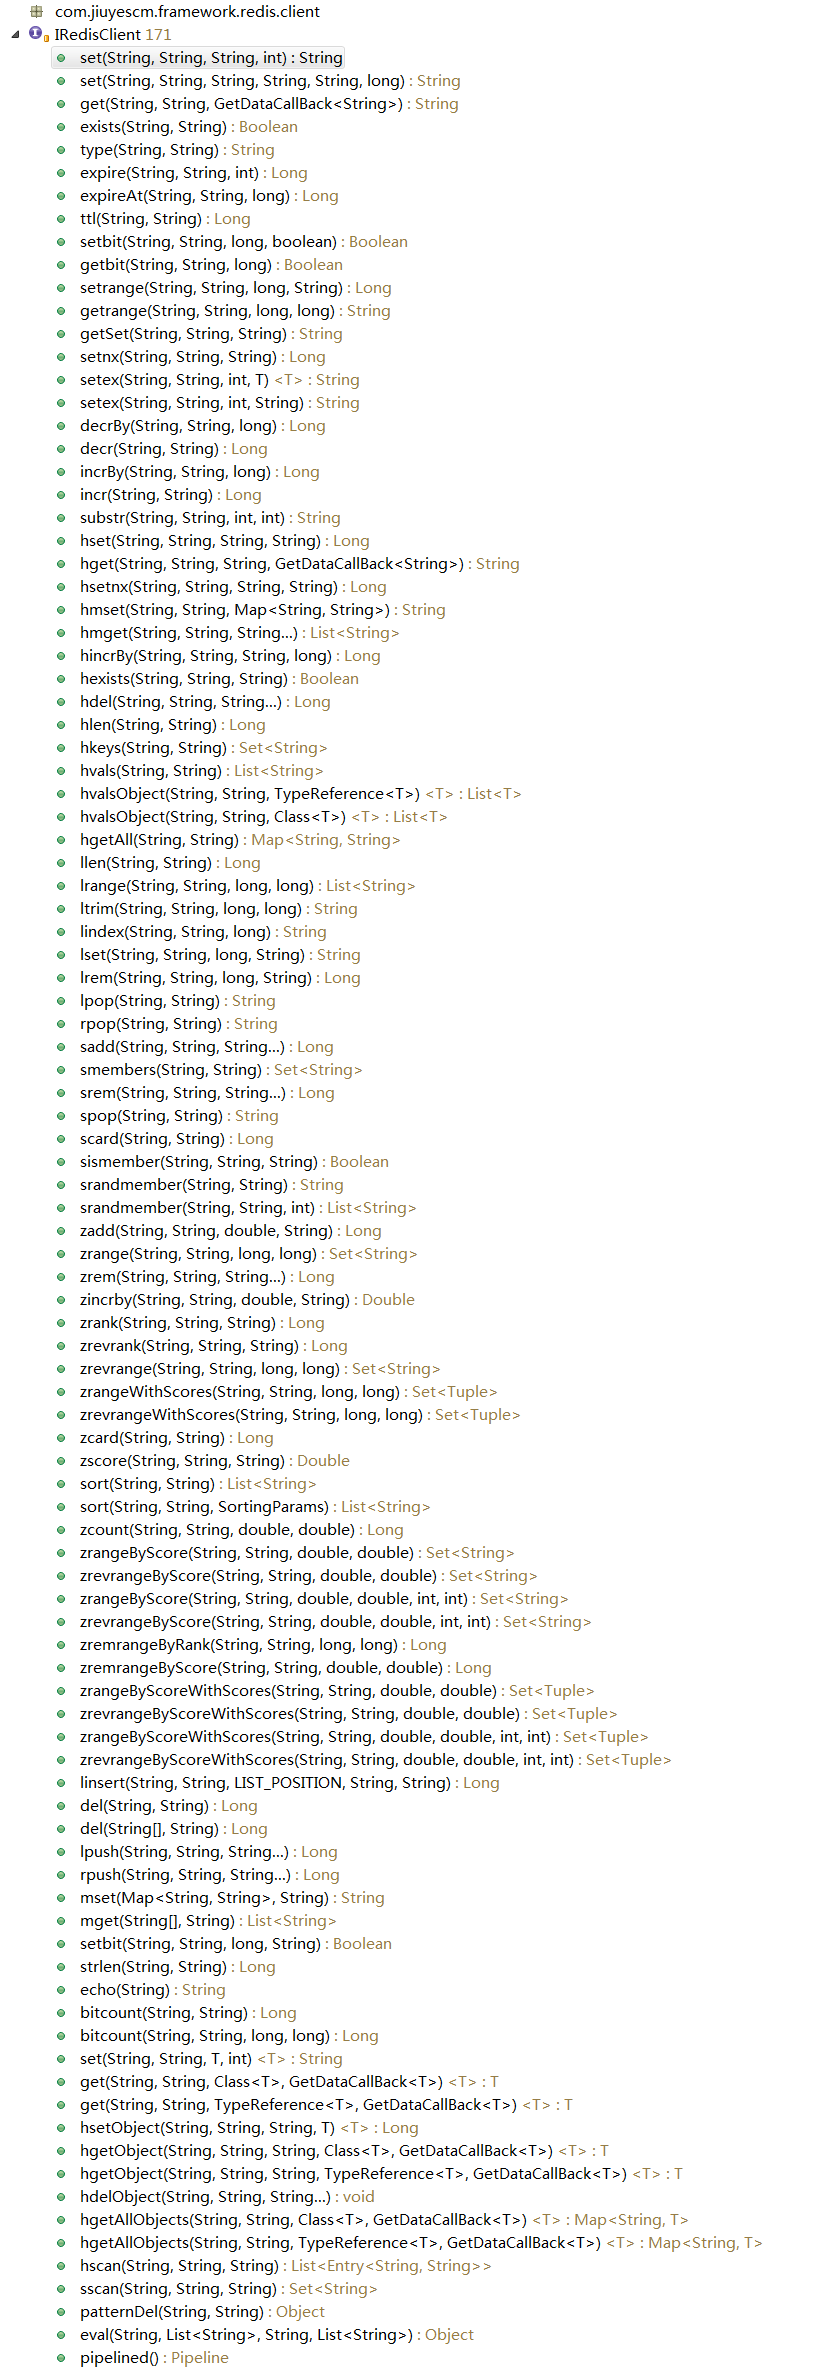 com.jiuyescm.framework.redis.client
IRedisClient 171
set(String, String, String, int) : String
set(String, String, String, String, String, long) : String
get(String, String, GetDataCallBack<String>) : String
exists(String, String) : Boolean
type(String, String) : String
expire(String, String, int) : Long
expireAt(String, String, long) : Long
ttl(String, String) : Long
setbit(String, String, long, boolean) : Boolean
getbit(String, String, long) : Boolean
setrange(String, String, long, String) : Long
getrange(String, String, long, long) : String
getSet(String, String, String) : String
setnx(String, String, String) : Long
setex(String, String, int, T) <T> : String
setex(String, String, int, String) : String
decrBy(String, String, long) : Long
decr(String, String) : Long
incrBy(String, String, long) : Long
incr(String, String) : Long
substr(String, String, int, int) : String
hset(String, String, String, String) : Long
hget(String, String, String, GetDataCallBack<String>) : String
hsetnx(String, String, String, String) : Long
hmset(String, String, Map<String, String>) : String
hmget(String, String, String...) : List<String>
hincrBy(String, String, String, long) : Long
hexists(String, String, String) : Boolean
hdel(String, String, String...) : Long
hlen(String, String) : Long
hkeys(String, String) : Set<String>
hvals(String, String) : List<String>
hvalsObject(String, String, TypeReference<T>) <T> : List<T>
hvalsObject(String, String, Class<T>) <T> : List<T>
hgetAll(String, String) : Map<String, String>
llen(String, String) : Long
lrange(String, String, long, long) : List<String>
ltrim(String, String, long, long) : String
lindex(String, String, long) : String
lset(String, String, long, String) : String
lrem(String, String, long, String) : Long
lpop(String, String) : String
rpop(String, String) : String
sadd(String, String, String...) : Long
smembers(String, String) : Set<String>
srem(String, String, String...) : Long
spop(String, String) : String
scard(String, String) : Long
sismember(String, String, String) : Boolean
srandmember(String, String) : String
srandmember(String, String, int) : List<String>
zadd(String, String, double, String) : Long
zrange(String, String, long, long) : Set<String>
zrem(String, String, String...) : Long
zincrby(String, String, double, String) : Double
zrank(String, String, String) : Long
zrevrank(String, String, String) : Long
zrevrange(String, String, long, long) : Set<String>
zrangeWithScores(String, String, long, long) : Set<Tuple>
zrevrangeWithScores(String, String, long, long) : Set<Tuple>
zcard(String, String) : Long
zscore(String, String, String) : Double
sort(String, String) : List<String>
sort(String, String, SortingParams) : List<String>
zcount(String, String, double, double) : Long
zrangeByScore(String, String, double, double) : Set<String>
zrevrangeByScore(String, String, double, double) : Set<String>
zrangeByScore(String, String, double, double, int, int) : Set<String>
zrevrangeByScore(String, String, double, double, int, int) : Set<String>
zremrangeByRank(String, String, long, long) : Long
zremrangeByScore(String, String, double, double) : Long
zrangeByScoreWithScores(String, String, double, double) : Set<Tuple>
zrevrangeByScoreWithScores(String, String, double, double) : Set<Tuple>
zrangeByScoreWithScores(String, String, double, double, int, int) : Set<Tuple>
zrevrangeByScoreWithScores(String, String, double, double, int, int) : Set<Tuple>
linsert(String, String, LIST_POSITION, String, String) : Long
del(String, String) : Long
del(String[], String) : Long
lpush(String, String, String...) : Long
rpush(String, String, String...) : Long
mset(Map<String, String>, String) : String
mget(String[], String) : List<String>
setbit(String, String, long, String) : Boolean
strlen(String, String) : Long
echo(String) : String
bitcount(String, String) : Long
bitcount(String, String, long, long) : Long
set(String, String, T, int) <T> : String
get(String, String, Class<T>, GetDataCallBack<T>) <T> : T
get(String, String, TypeReference<T>, GetDataCallBack<T>) <T> : T
hsetObject(String, String, String, T) <T> : Long
hgetObject(String, String, String, Class<T>, GetDataCallBack<T>) <T> : T
hgetObject(String, String, String, TypeReference<T>, GetDataCallBack<T>) <T> : T
hdelObject(String, String, String...) : void
hgetAllObjects(String, String, Class<T>, GetDataCallBack<T>) <T> : Map<String, T>
hgetAllObjects(String, String, TypeReference<T>, GetDataCallBack<T>) <T> : Map<String, T>
hscan(String, String, String) : List<Entry<String, String>>
sscan(String, String, String) : Set<String>
patternDel(String, String) : Object
eval(String, List<String>, String, List<String>) : Object
pipelined() : Pipeline